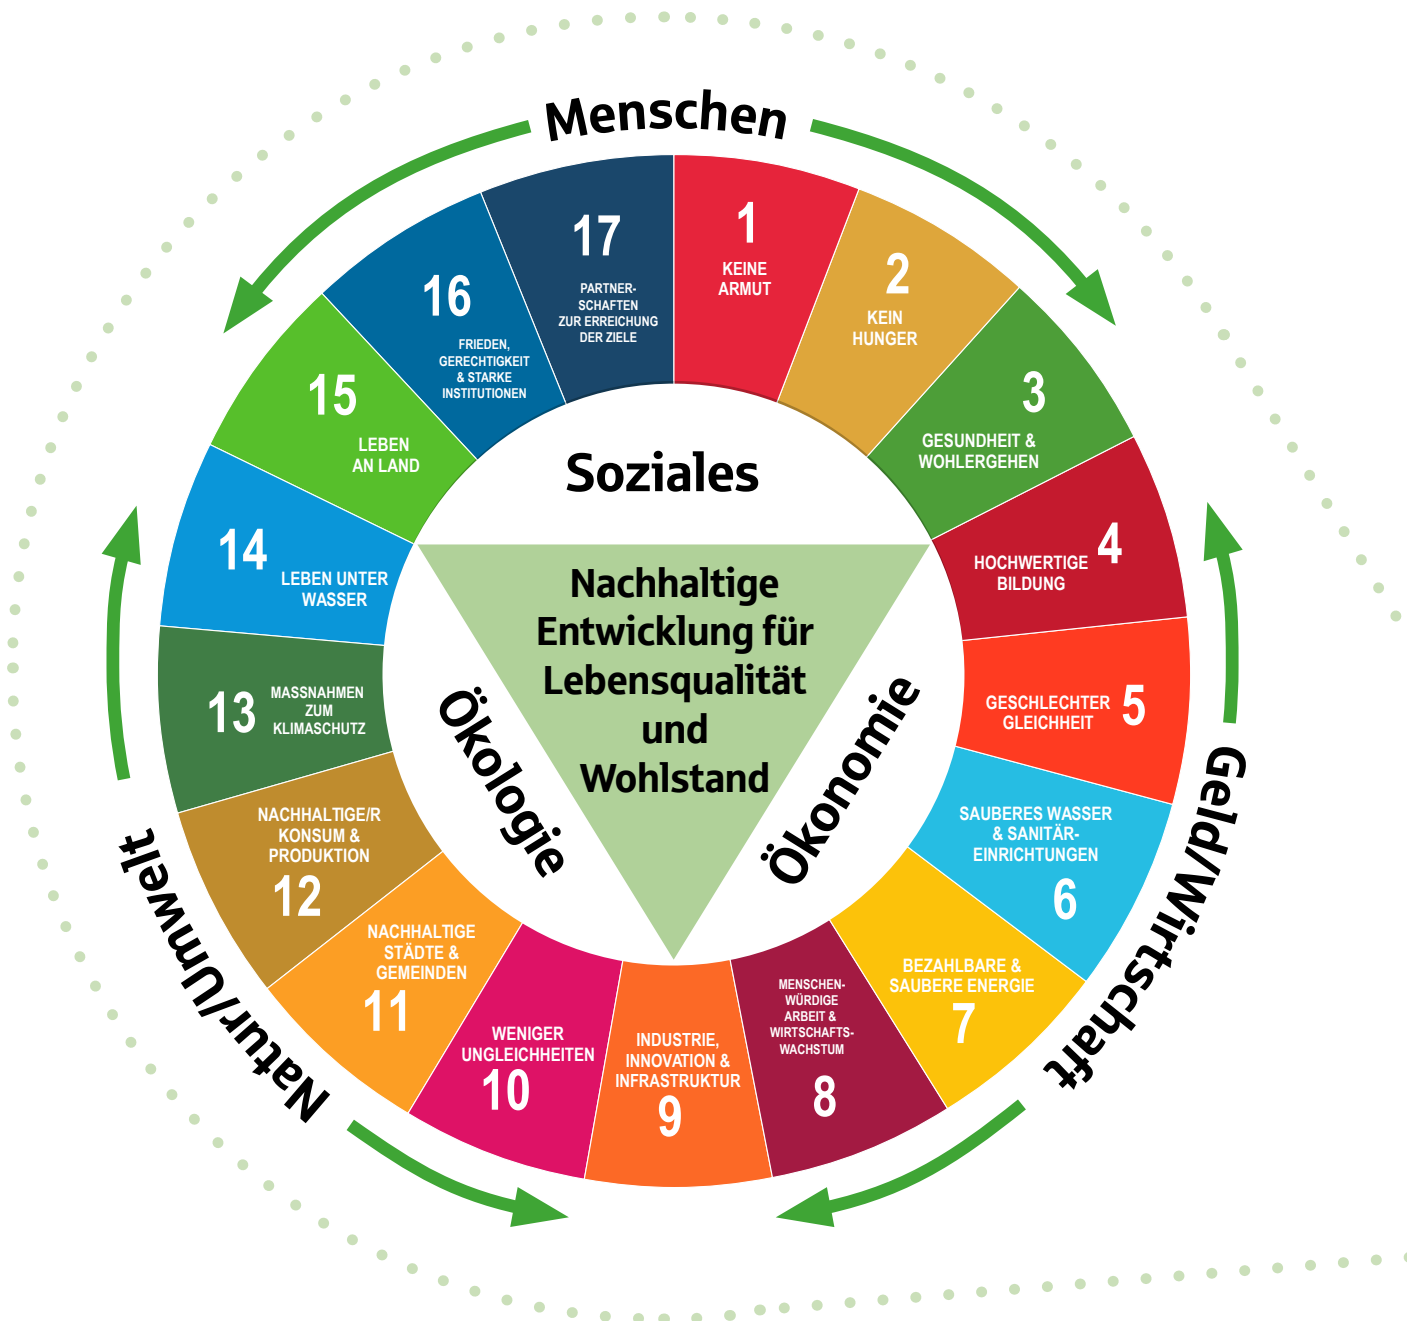 Menschen
1
KEINE
ARMUT
2
KEIN
HUNGER
3
GESUNDHEIT &
WOHLERGEHEN
4
HOCHWERTIGE
BILDUNG
5
GESCHLECHTER
GLEICHHEIT
SAUBERES WASSER
& SANITÄR-
EINRICHTUNGEN
6
BEZAHLBARE &
SAUBERE ENERGIE
7
MENSCHEN-
WÜRDIGE
ARBEIT &
WIRTSCHAFTS-
WACHSTUM
8
INDUSTRIE,
INNOVATION &
INFRASTRUKTUR
9
WENIGER
UNGLEICHHEITEN
10
NACHHALTIGE
STÄDTE &
GEMEINDEN
11
NACHHALTIGE/R
KONSUM &
PRODUKTION
12
13
MASSNAHMEN
ZUM
KLIMASCHUTZ
14
LEBEN UNTER
WASSER
15
LEBEN
AN LAND
16
FRIEDEN,
GERECHTIGKEIT
& STARKE
INSTITUTIONEN
17
PARTNER-
SCHAFTEN
ZUR ERREICHUNG
DER ZIELE
Soziales
Nachhaltige
Entwicklung für
Lebensqualität
und
Wohlstand
Ökologie
Ökonomie
Geld/Wirtschaft
Natur/Umwelt